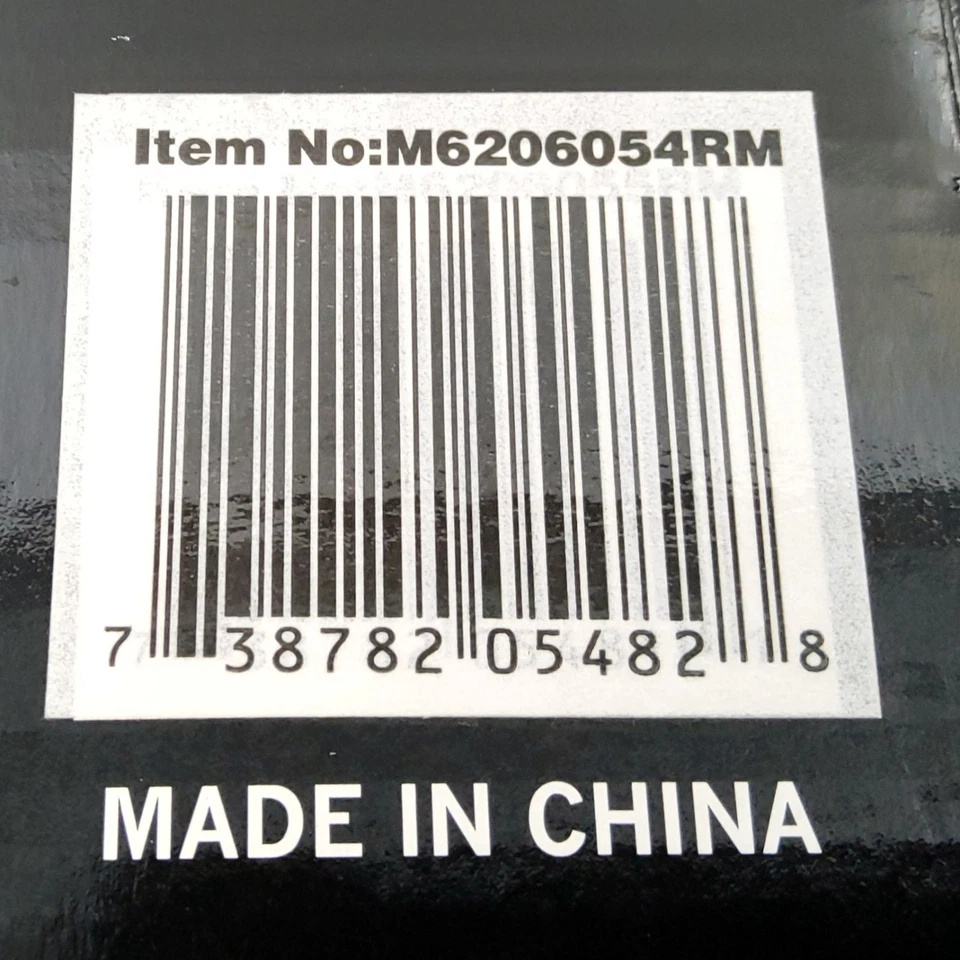 Item No:M6206054RM
7 38782 05482 8
MADE IN CHINA